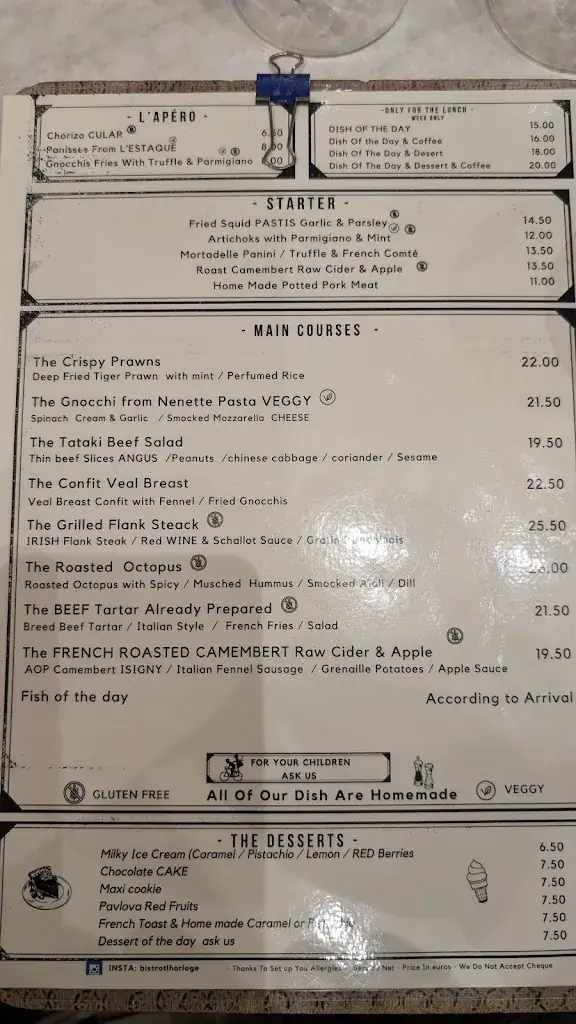 - L'APÉRO -
Chorizo CULAR 6.50
Panisses From L'ESTAQUE 8.00
Gnocchis Fries With Truffle & Parmigiano .00
-ONLY FOR THE LUNCH -
WEEK ONLY
DISH OF THE DAY 15.00
Dish Of the Day & Coffee 16.00
Dish Of The Day & Desert 18.00
Dish Of The Day & Dessert & Coffee 20.00
- STARTER -
Fried Squid PASTIS Garlic & Parsley 14.50
Artichoks with Parmigiano & Mint 12.00
Mortadelle Panini / Truffle & French Comté 13.50
Roast Camembert Raw Cider & Apple 13.50
Home Made Potted Pork Meat 11.00
- MAIN COURSES -
The Crispy Prawns 22.00
Deep Fried Tiger Prawn with mint / Perfumed Rice
The Gnocchi from Nenette Pasta VEGGY 21.50
Spinach Cream & Garlic / Smocked Mozzarella CHEESE
The Tataki Beef Salad 19.50
Thin beef Slices ANGUS /Peanuts /chinese cabbage / coriander / Sesame
The Confit Veal Breast 22.50
Veal Breast Confit with Fennel / Fried Gnocchis
The Grilled Flank Steack 25.50
IRISH Flank Steak / Red WINE & Schallot Sauce /
The Roasted Octopus
Roasted Octopus with Spicy / Musched Hummus / Smocked Ajoli / Dill
The BEEF Tartar Already Prepared 21.50
Breed Beef Tartar / Italian Style / French Fries / Salad
The FRENCH ROASTED CAMEMBERT Raw Cider & Apple 19.50
AOP Camembert ISIGNY / Italian Fennel Sausage / Grenaille Potatoes / Apple Sauce
Fish of the day According to Arrival
FOR YOUR CHILDREN
ASK US
GLUTEN FREE All Of Our Dish Are Homemade VEGGY
- THE DESSERTS -
Milky Ice Cream (Caramel / Pistachio / Lemon / RED Berries 6.50
Chocolate CAKE 7.50
Maxi cookie 7.50
Pavlova Red Fruits 7.50
French Toast & Home made Caramel or 7.50
Dessert of the day ask us 7.50
INSTA: bistrotlhorloge - Thanks To Set up You Allergies - Net - Price In euros - We Do Not Accept Cheque